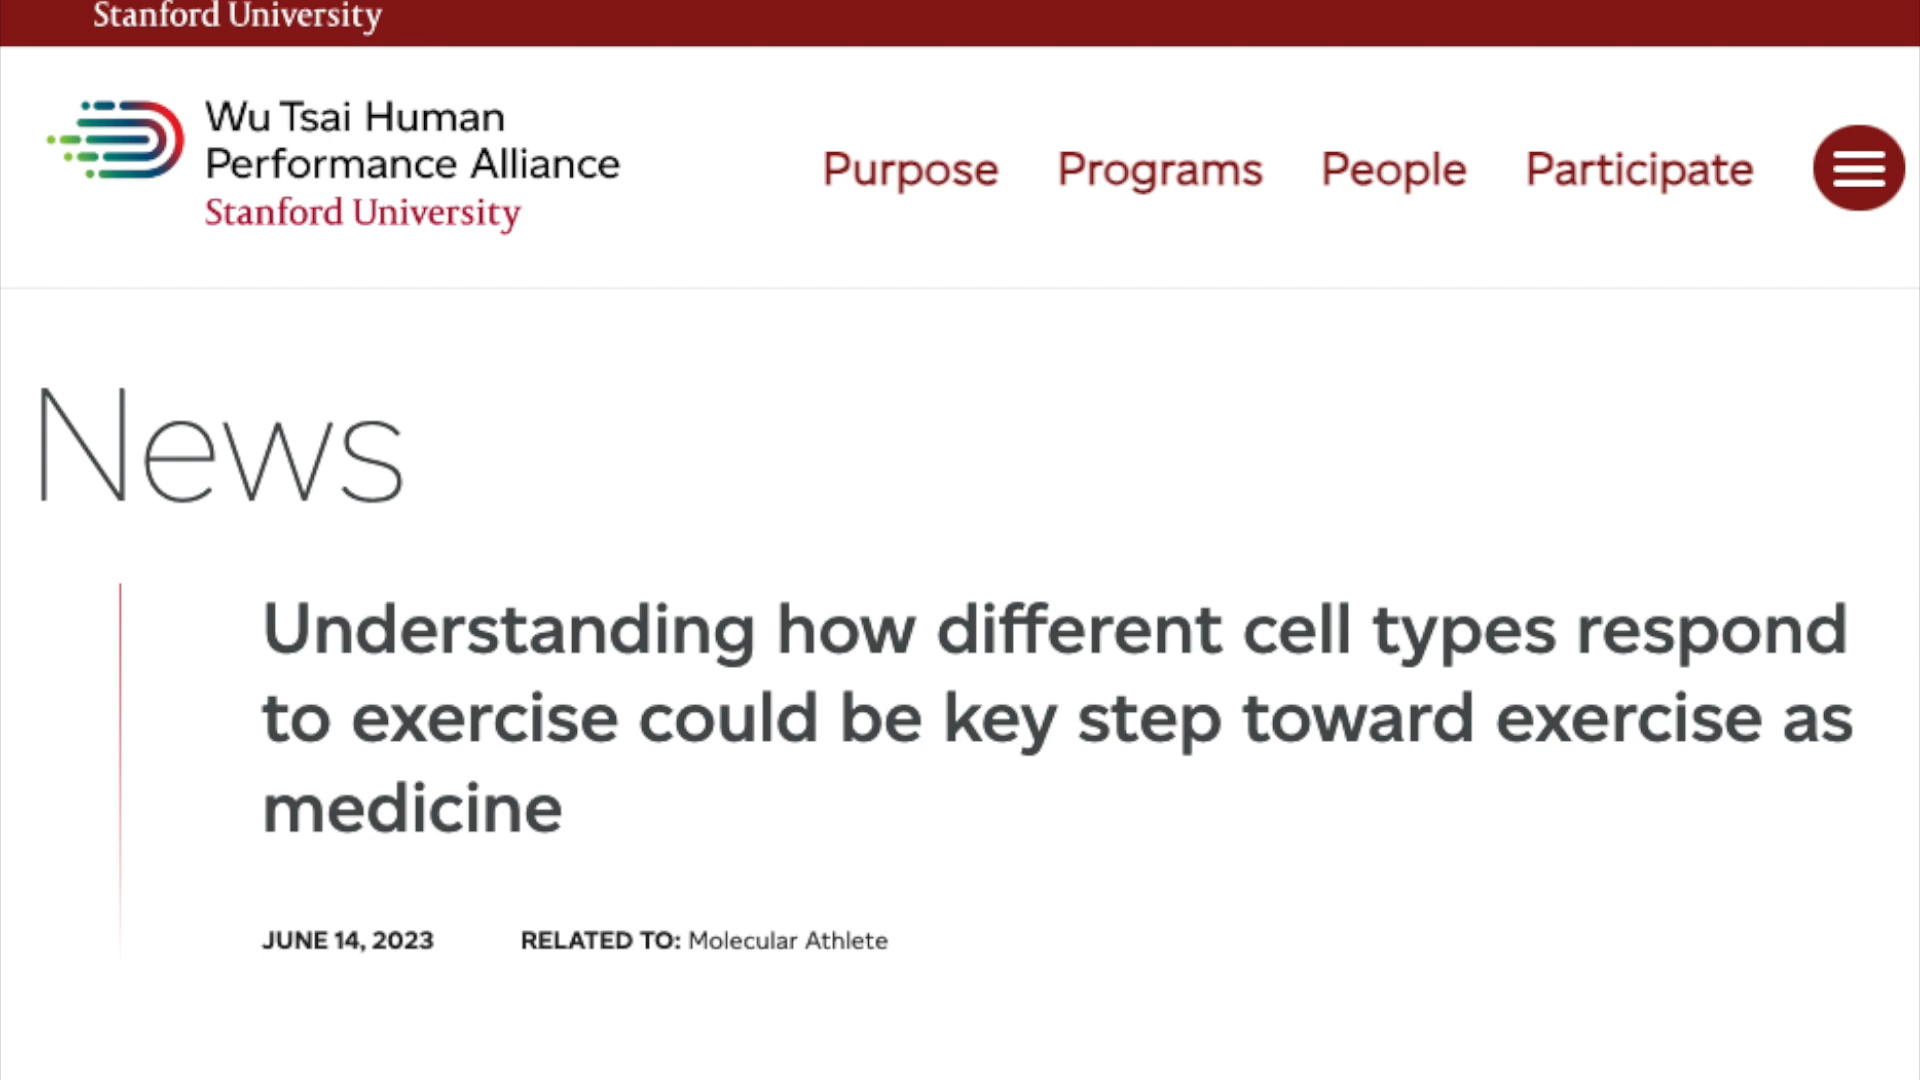 Stanford University
Wu Tsai Human
Performance Alliance
Stanford University
Purpose Programs People Participate
News
Understanding how different cell types respond
to exercise could be key step toward exercise as
medicine
JUNE 14, 2023 RELATED TO: Molecular Athlete